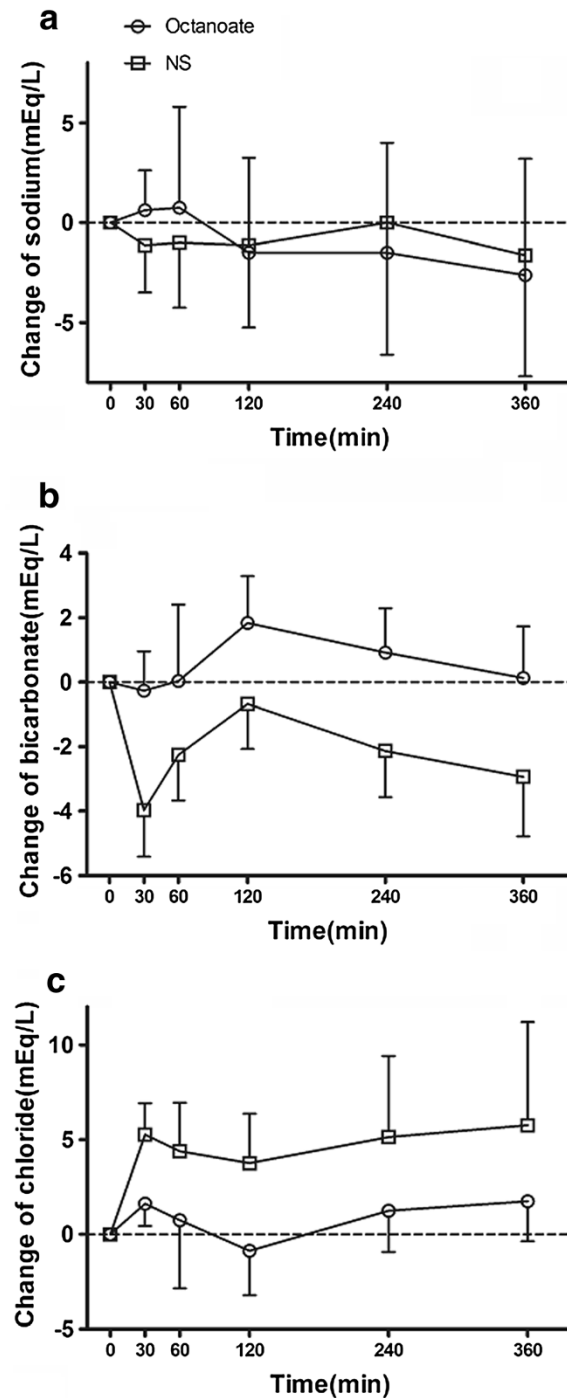 a
Octanoate
NS
Change of sodium(mEq/L)
5
0
-5
0 30 60 120 240 360
Time(min)
b
Change of bicarbonate(mEq/L)
4
2
0
-2
-4
-6
0 30 60 120 240 360
Time(min)
c
Change of chloride(mEq/L)
10
5
0
-5
0 30 60 120 240 360
Time(min)